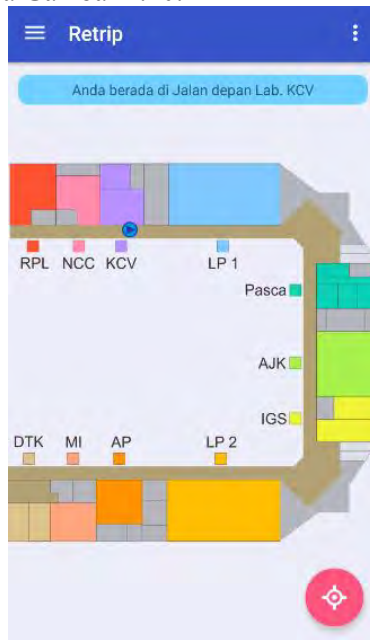 Retrip
Anda berada di Jalan depan Lab. KCV
RPL NCC KCV LP 1
Pasca
AJK
IGS
DTK MI AP LP 2